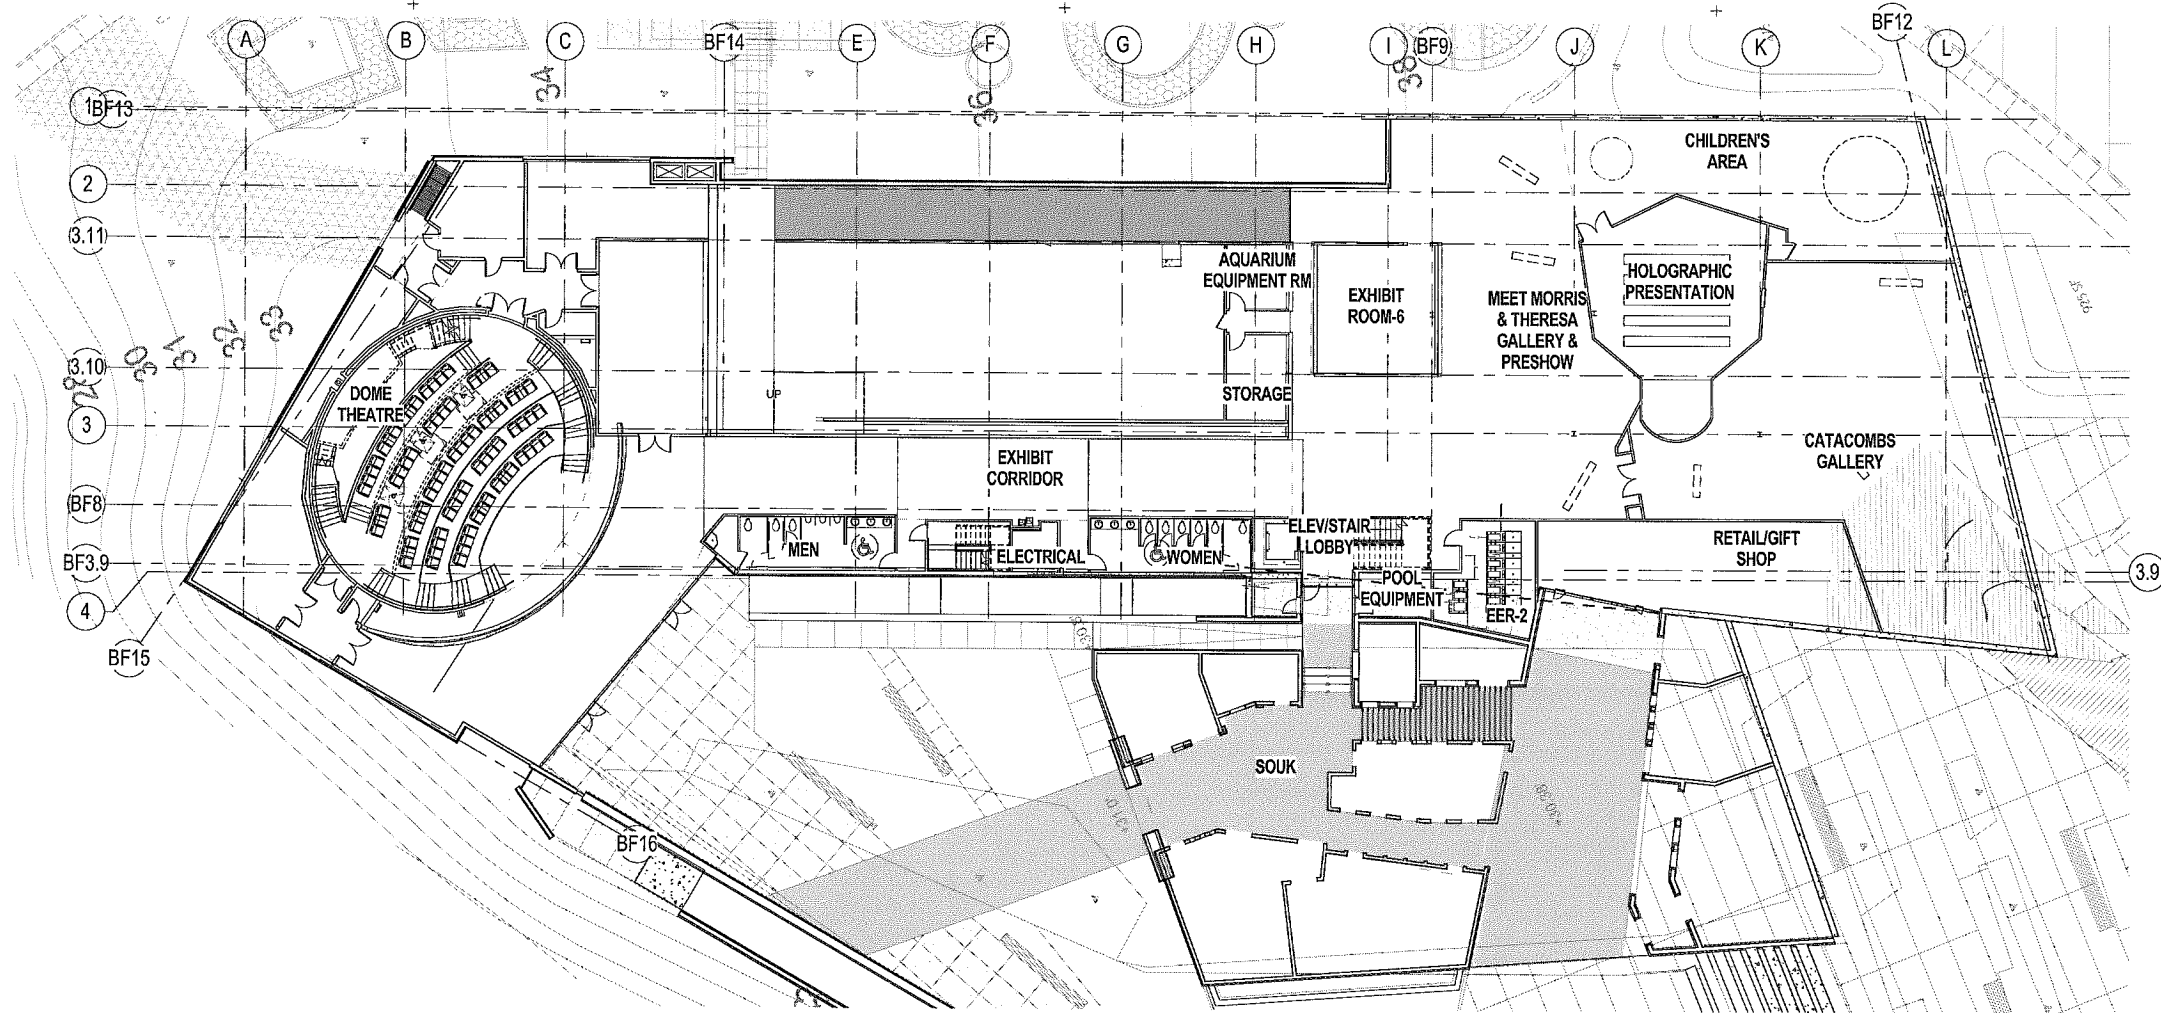 A
B
C
BF14
E
F
G
H
I
BF9
J
K
BF12
L
34
36
38
1
BF13
2
(3.11)
(3.10)
3
BF8
BF3.9
4
BF15
BF16
3.9
29
30
31
32
33
CHILDREN'S
AREA
AQUARIUM
EQUIPMENT RM
EXHIBIT
ROOM-6
MEET MORRIS
& THERESA
GALLERY &
PRESHOW
HOLOGRAPHIC
PRESENTATION
DOME
THEATRE
UP
STORAGE
CATACOMBS
GALLERY
EXHIBIT
CORRIDOR
MEN
ELECTRICAL
WOMEN
ELEV/STAIR
LOBBY
POOL
EQUIPMENT
EER-2
RETAIL/GIFT
SHOP
SOUK